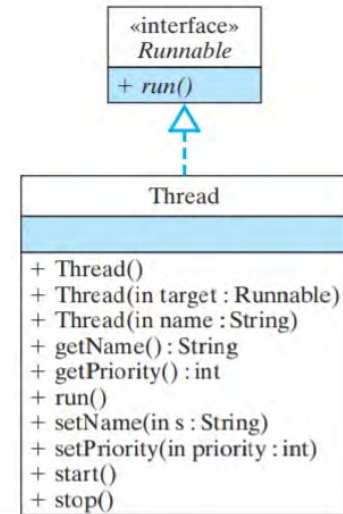 «interface»
Runnable
+ run()
Thread
+ Thread()
+ Thread(in target : Runnable)
+ Thread(in name : String)
+ getName() : String
+ getPriority() : int
+ run()
+ setName(in s : String)
+ setPriority(in priority : int)
+ start()
+ stop()